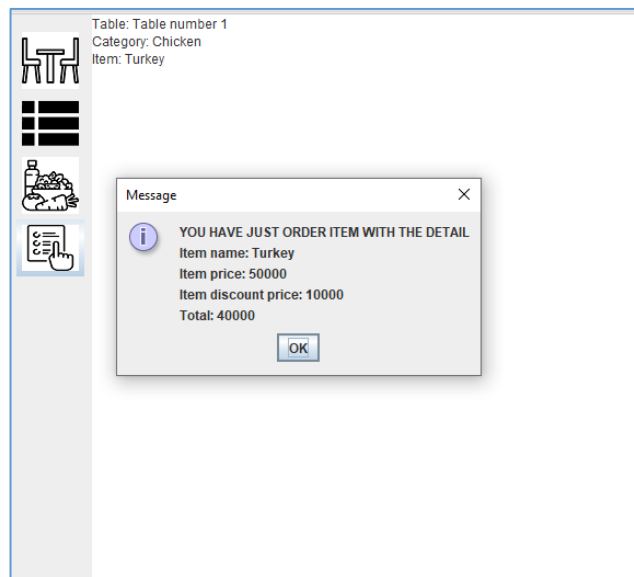 Table: Table number 1
Category: Chicken
Item: Turkey
Message
YOU HAVE JUST ORDER ITEM WITH THE DETAIL
Item name: Turkey
Item price: 50000
Item discount price: 10000
Total: 40000
OK